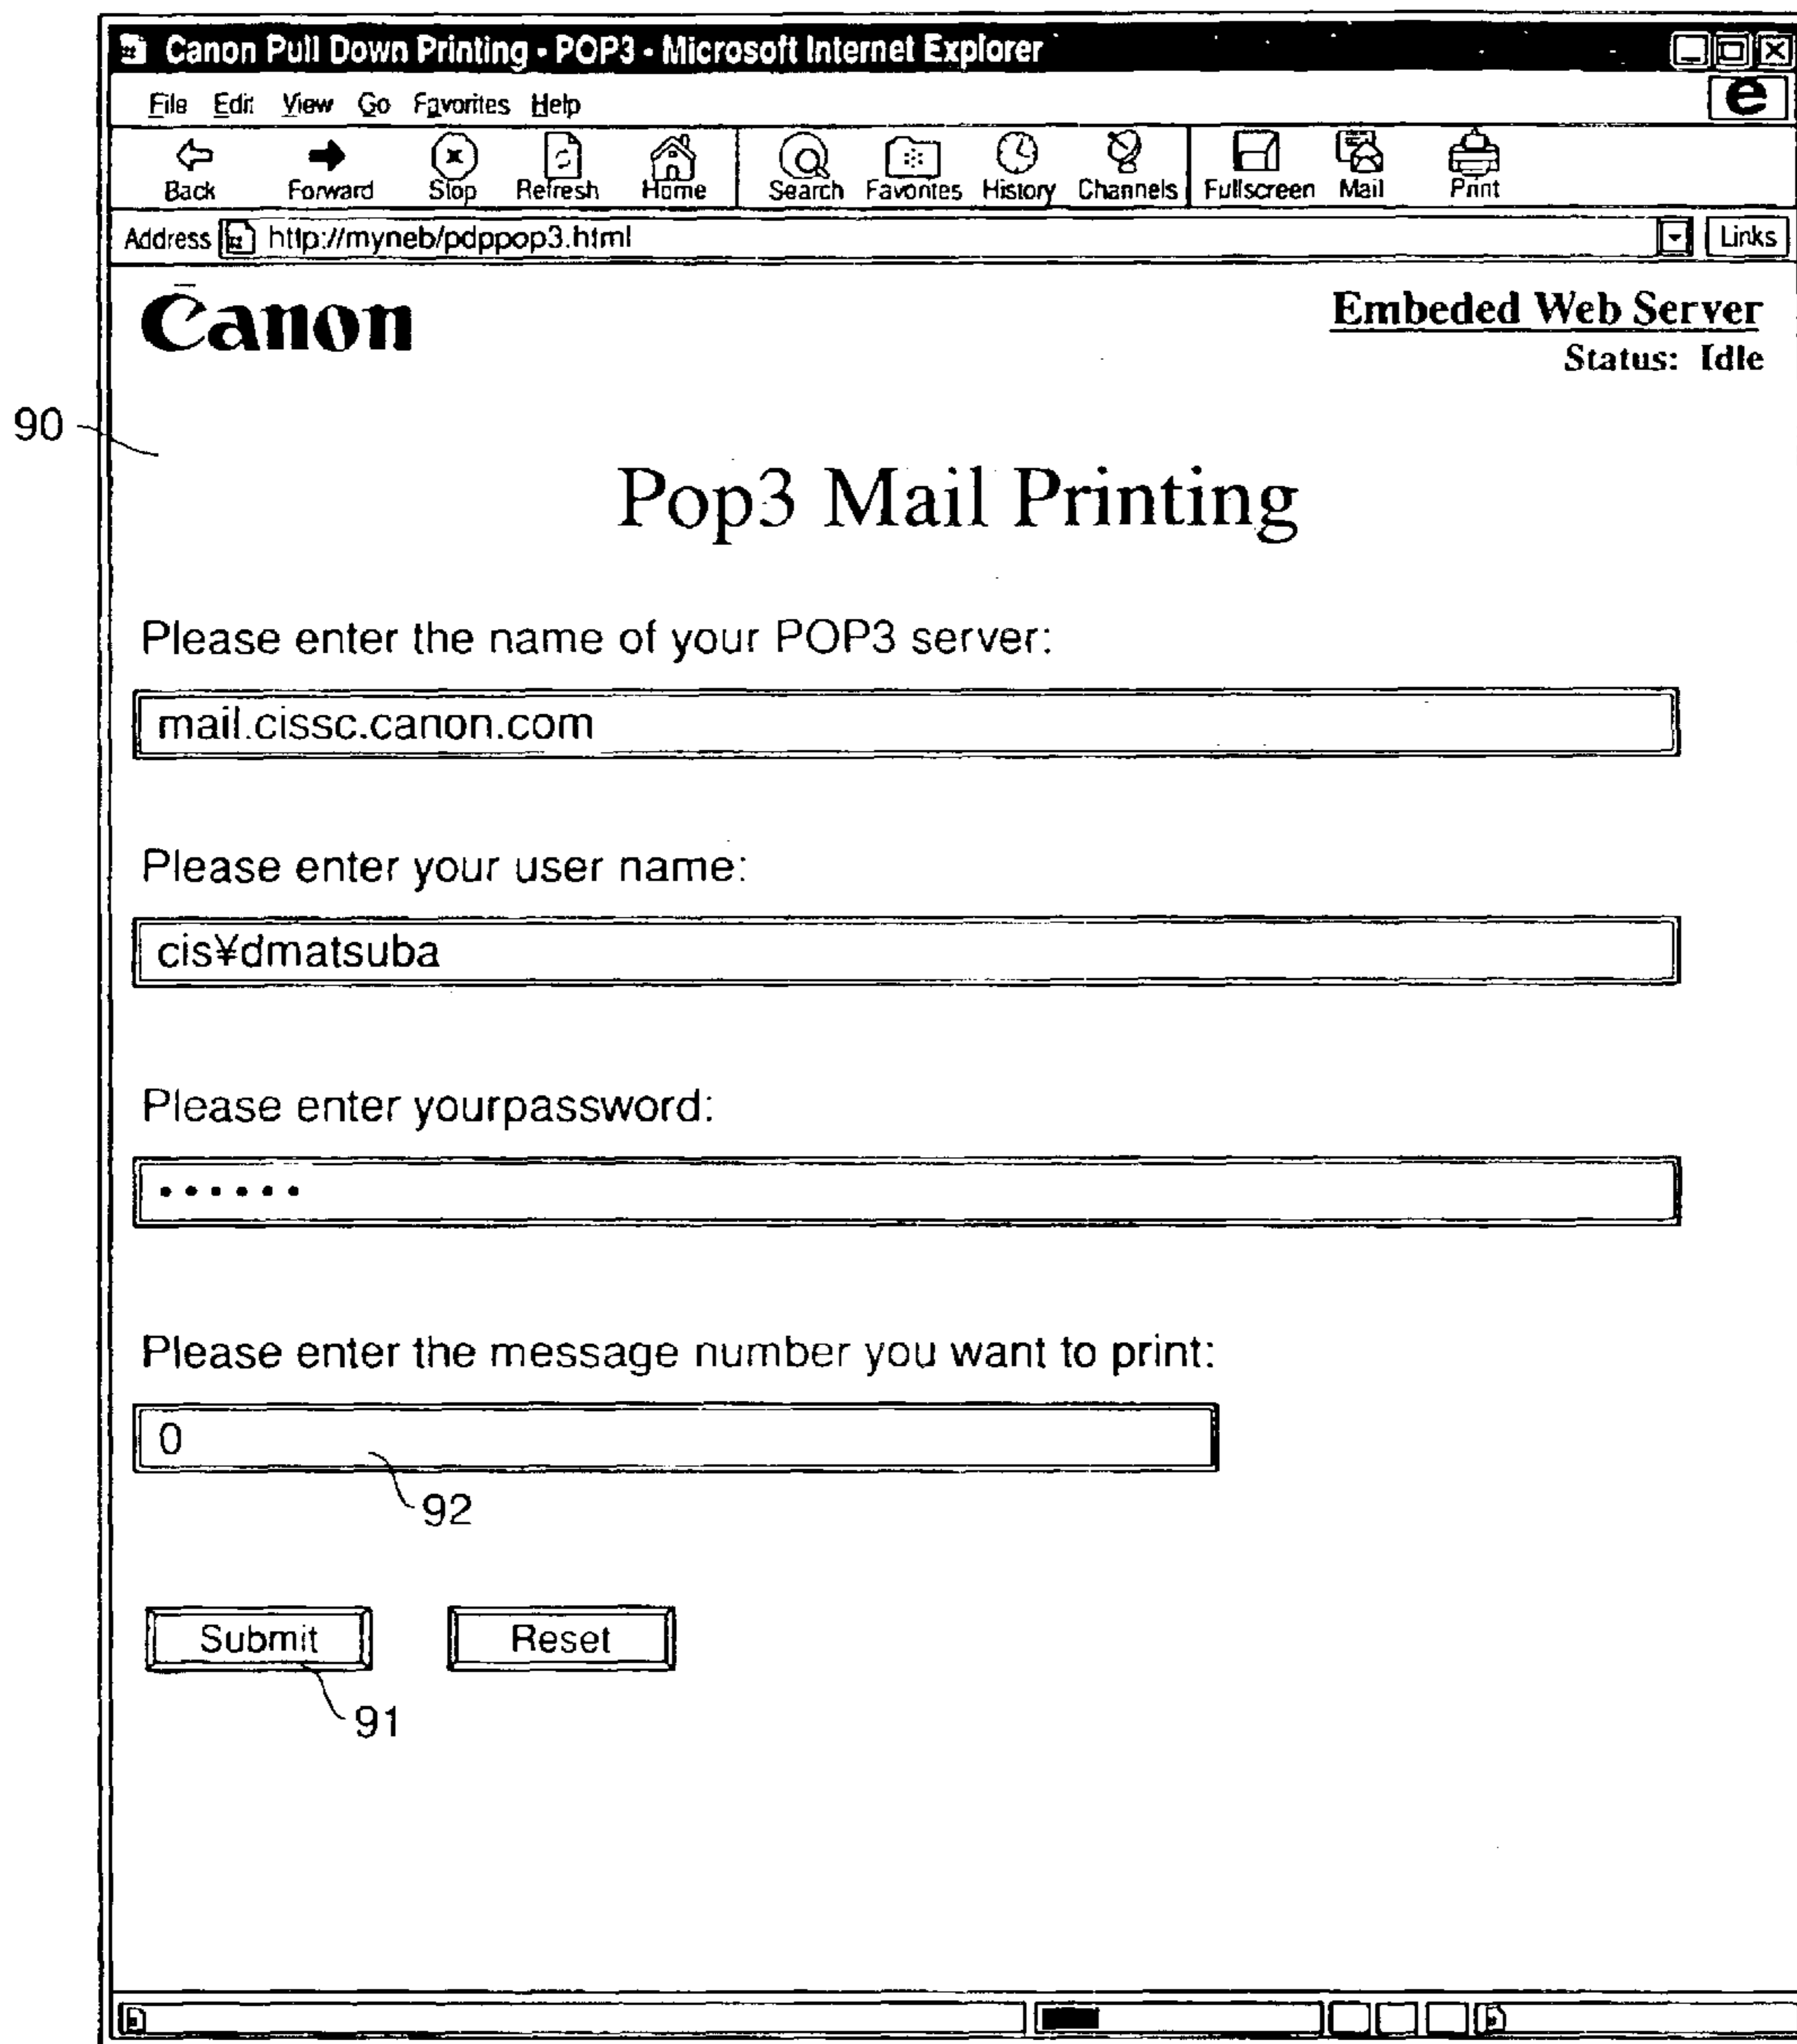 Canon Pull Down Printing - POP3 - Microsoft Internet Explorer
File Edit View Go Favorites Help
e
Back Forward Stop Refresh Home Search Favorites History Channels Fullscreen Mail Print
Address http://myneb/pdppop3.html Links
Canon
Embeded Web Server
Status: Idle
90
Pop3 Mail Printing
Please enter the name of your POP3 server:
mail.cissc.canon.com
Please enter your user name:
cis¥dmatsuba
Please enter yourpassword:
••••••
Please enter the message number you want to print:
0
92
Submit Reset
91